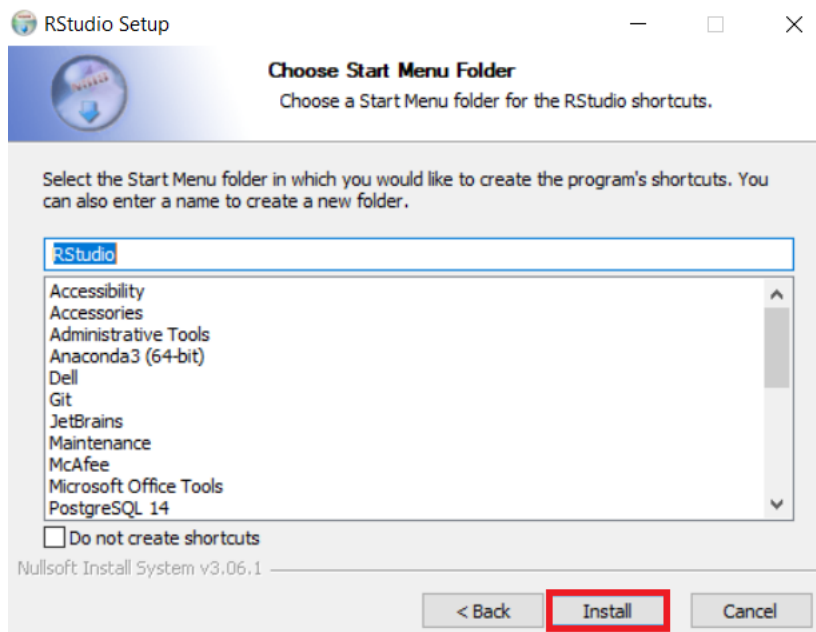 RStudio Setup
Choose Start Menu Folder
Choose a Start Menu folder for the RStudio shortcuts.
Select the Start Menu folder in which you would like to create the program's shortcuts. You
can also enter a name to create a new folder.
RStudio
Accessibility
Accessories
Administrative Tools
Anaconda3 (64-bit)
Dell
Git
JetBrains
Maintenance
McAfee
Microsoft Office Tools
PostgreSQL 14
Do not create shortcuts
Nullsoft Install System v3.06.1
< Back Install Cancel